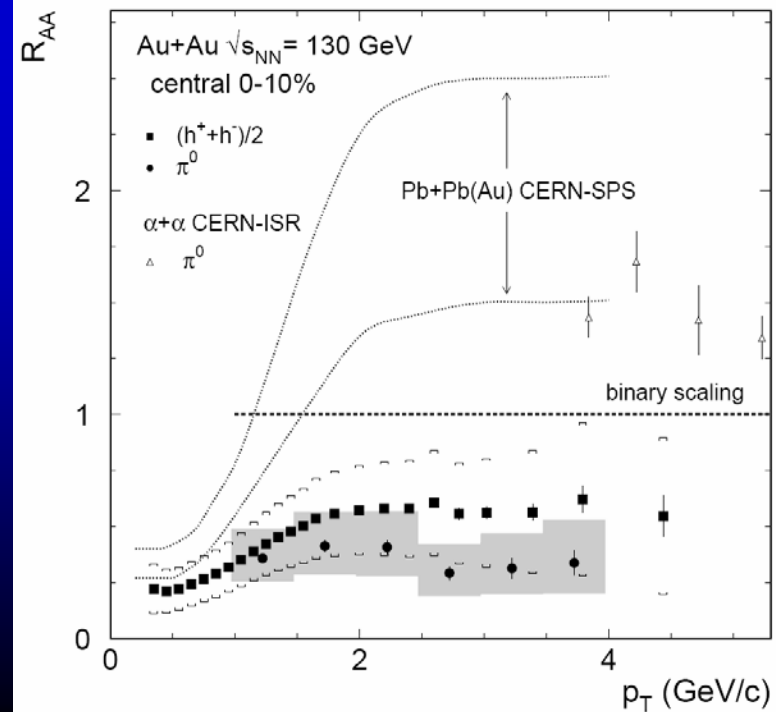 R_AA
Au+Au √s_NN = 130 GeV
central 0-10%
■ (h⁺+h⁻)/2
● π⁰
α+α CERN-ISR
△ π⁰
Pb+Pb(Au) CERN-SPS
binary scaling
2
1
0
0 2 4
p_T (GeV/c)